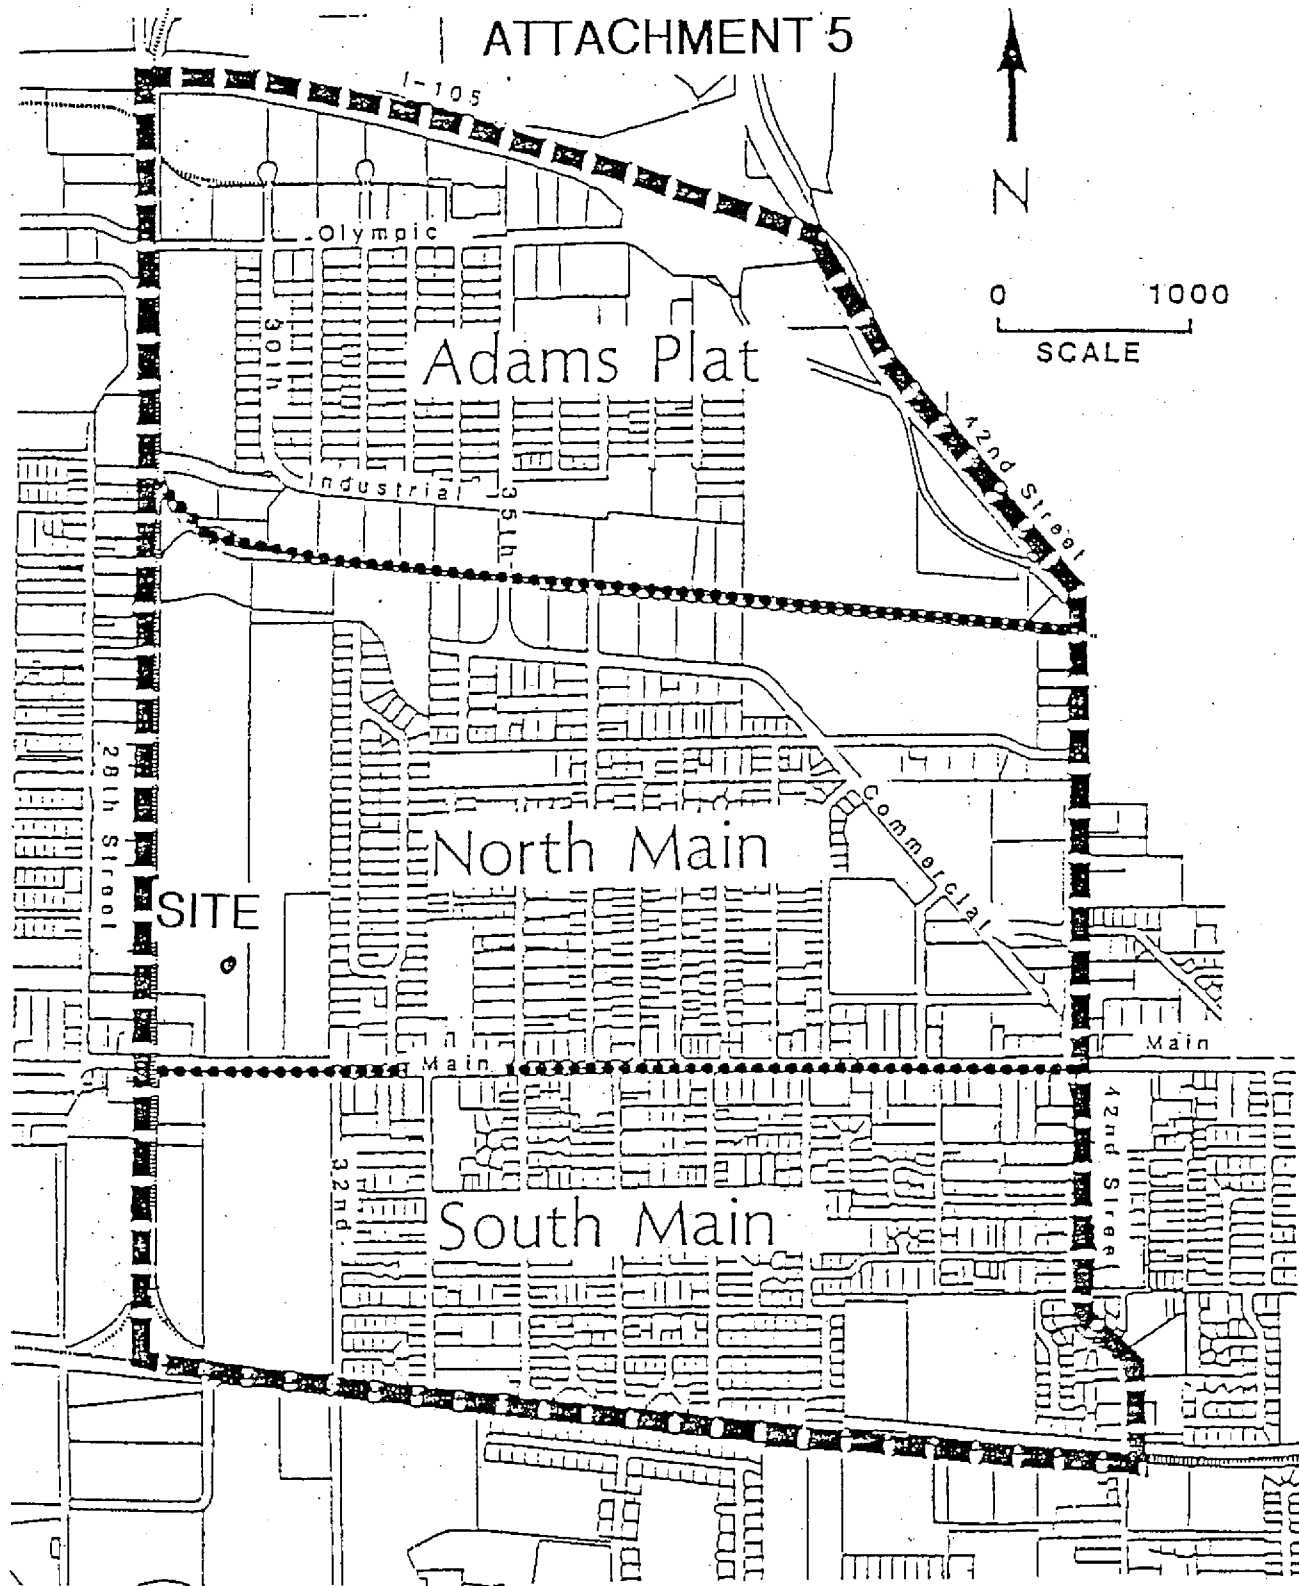 ATTACHMENT 5
I-105
N
Olympic
0 1000
SCALE
30th
Adams Plat
42nd Street
Industrial
35th
28th Street
North Main
Commercial
SITE
Main
Main
32nd
42nd Street
South Main